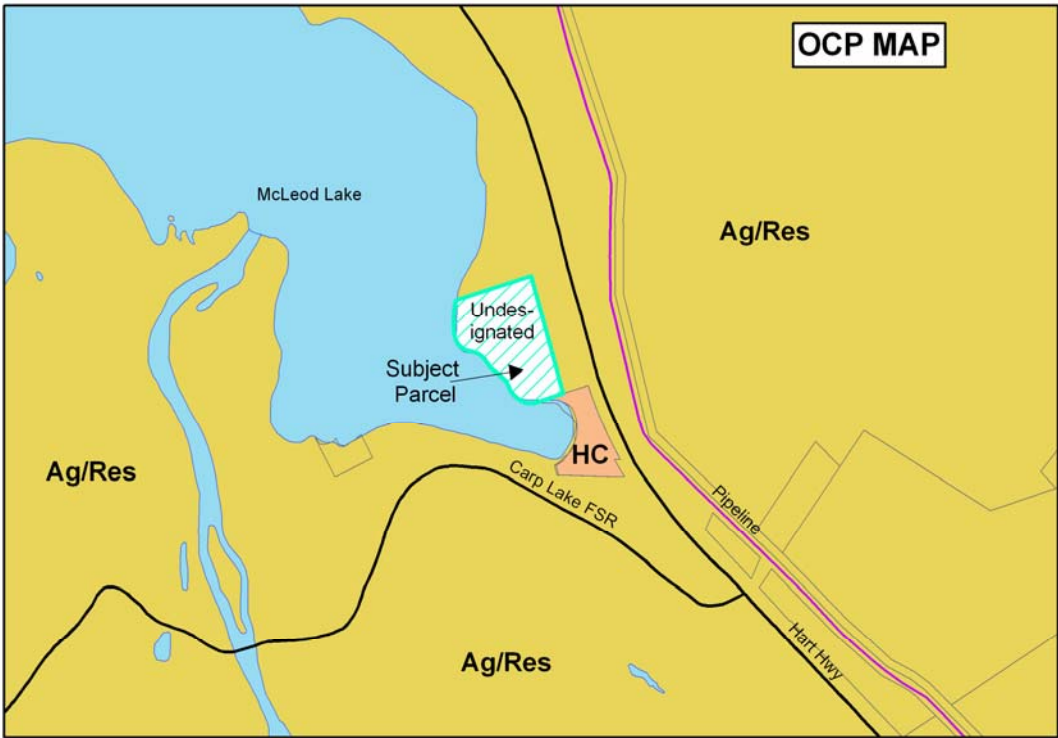 OCP MAP
McLeod Lake
Ag/Res
Undes-
ignated
Subject
Parcel
Ag/Res
HC
Carp Lake FSR
Pipeline
Hart Hwy
Ag/Res